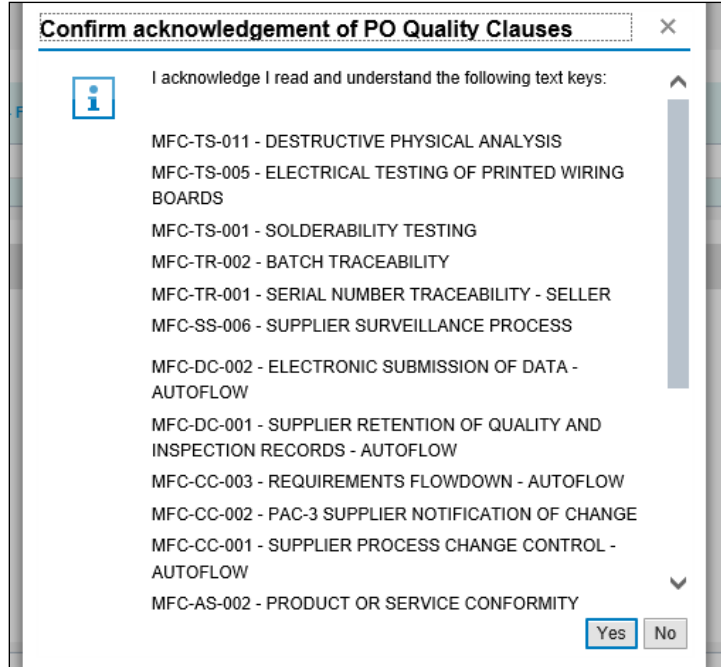 Confirm acknowledgement of PO Quality Clauses
I acknowledge I read and understand the following text keys:
MFC-TS-011 - DESTRUCTIVE PHYSICAL ANALYSIS
MFC-TS-005 - ELECTRICAL TESTING OF PRINTED WIRING
BOARDS
MFC-TS-001 - SOLDERABILITY TESTING
MFC-TR-002 - BATCH TRACEABILITY
MFC-TR-001 - SERIAL NUMBER TRACEABILITY - SELLER
MFC-SS-006 - SUPPLIER SURVEILLANCE PROCESS
MFC-DC-002 - ELECTRONIC SUBMISSION OF DATA -
AUTOFLOW
MFC-DC-001 - SUPPLIER RETENTION OF QUALITY AND
INSPECTION RECORDS - AUTOFLOW
MFC-CC-003 - REQUIREMENTS FLOWDOWN - AUTOFLOW
MFC-CC-002 - PAC-3 SUPPLIER NOTIFICATION OF CHANGE
MFC-CC-001 - SUPPLIER PROCESS CHANGE CONTROL -
AUTOFLOW
MFC-AS-002 - PRODUCT OR SERVICE CONFORMITY
Yes No